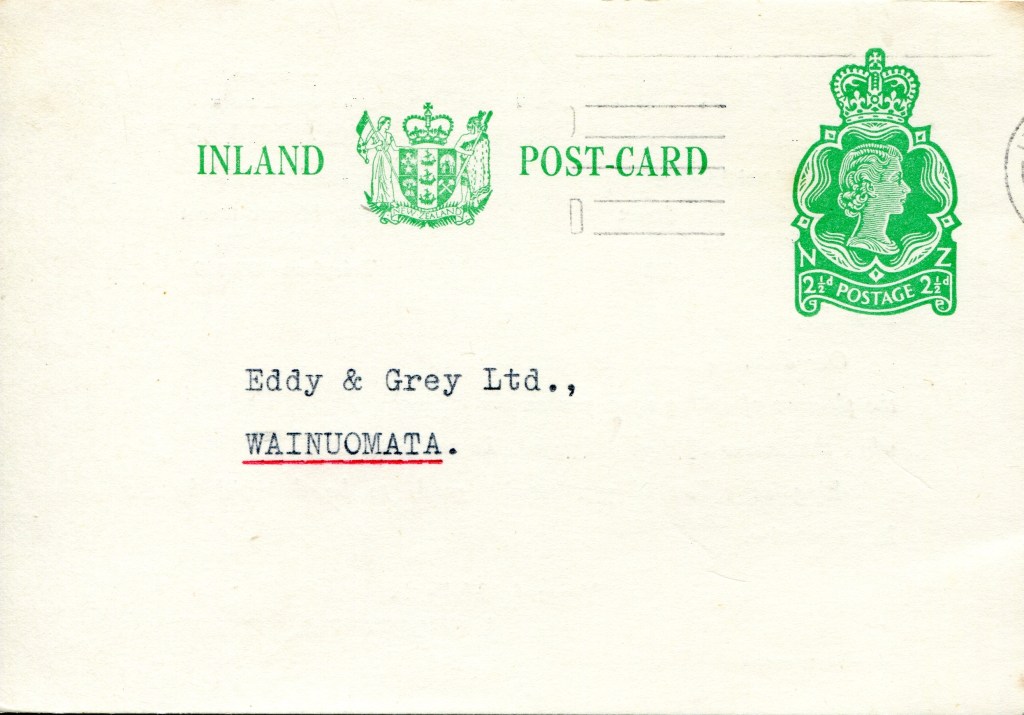 INLAND POST-CARD
NEW ZEALAND
N Z
2½d POSTAGE 2½d
Eddy & Grey Ltd.,
WAINUOMATA.